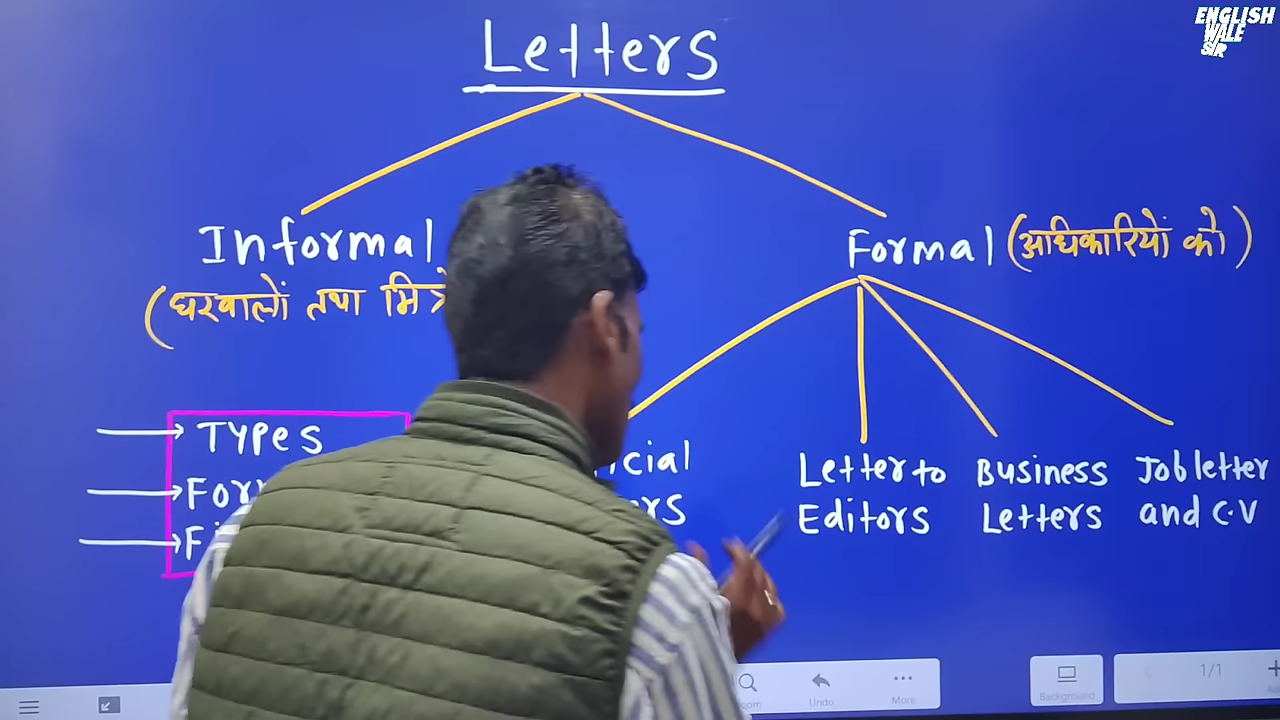 ENGLISH
WALE
SIR
Letters
Informal
Formal (अधिकारियों को)
(घरवालों तथा
TYPes
Letter to
Editors
Business
Letters
Job letter
and C.V
Undo
More
Background
1/1